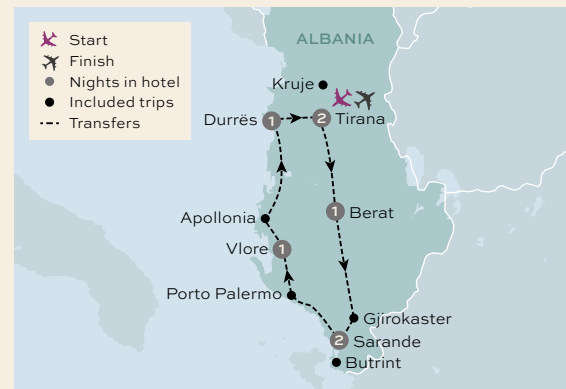 Start
Finish
Nights in hotel
Included trips
Transfers
ALBANIA
Kruje
Durrës 1
2 Tirana
1 Berat
Apollonia
Vlore 1
Porto Palermo
Gjirokaster
2 Sarande
Butrint